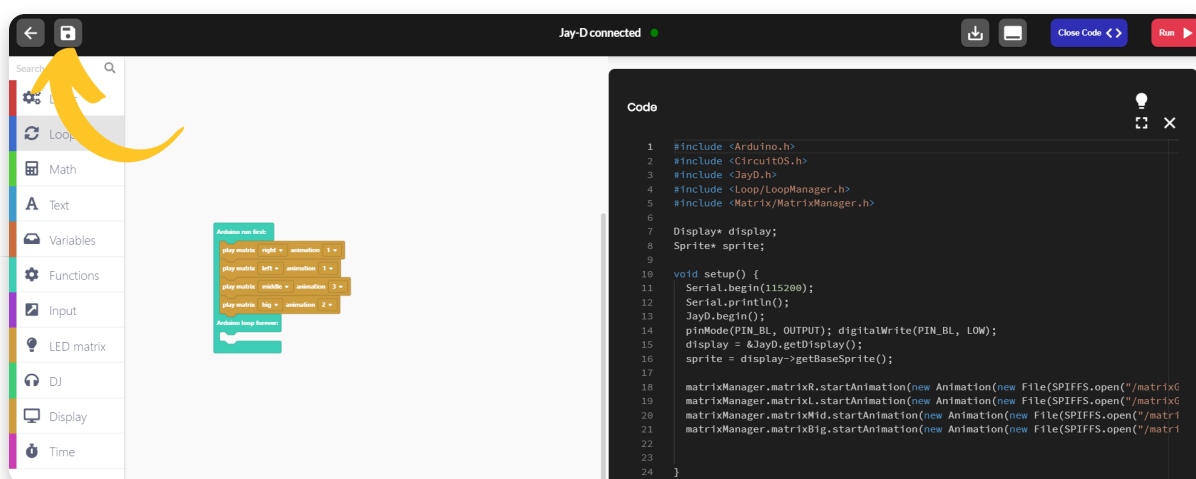 Jay-D connected
Close Code
Run
Search
Loop
Math
Text
Variables
Functions
Input
LED matrix
DJ
Display
Time
Arduino run first:
play matrix right animation 1
play matrix left animation 1
play matrix middle animation 3
play matrix big animation 2
Arduino loop forever:
Code
1 #include <Arduino.h>
2 #include <CircuitOS.h>
3 #include <JayD.h>
4 #include <Loop/LoopManager.h>
5 #include <Matrix/MatrixManager.h>
6
7 Display* display;
8 Sprite* sprite;
9
10 void setup() {
11 Serial.begin(115200);
12 Serial.println();
13 JayD.begin();
14 pinMode(PIN_BL, OUTPUT); digitalWrite(PIN_BL, LOW);
15 display = &JayD.getDisplay();
16 sprite = display->getBaseSprite();
17
18 matrixManager.matrixR.startAnimation(new Animation(new File(SPIFFS.open("/matrixG
19 matrixManager.matrixL.startAnimation(new Animation(new File(SPIFFS.open("/matrixG
20 matrixManager.matrixMid.startAnimation(new Animation(new File(SPIFFS.open("/matri
21 matrixManager.matrixBig.startAnimation(new Animation(new File(SPIFFS.open("/matri
22
23
24 }